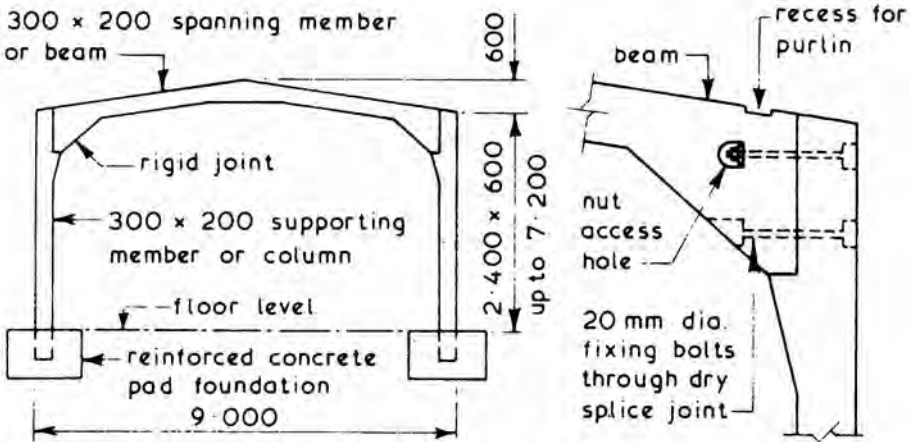 300 × 200 spanning member
or beam
600
rigid joint
300 × 200 supporting
member or column
2·400 × 600
up to 7·200
floor level
reinforced concrete
pad foundation
9·000
recess for
purlin
beam
nut
access
hole
20 mm dia.
fixing bolts
through dry
splice joint